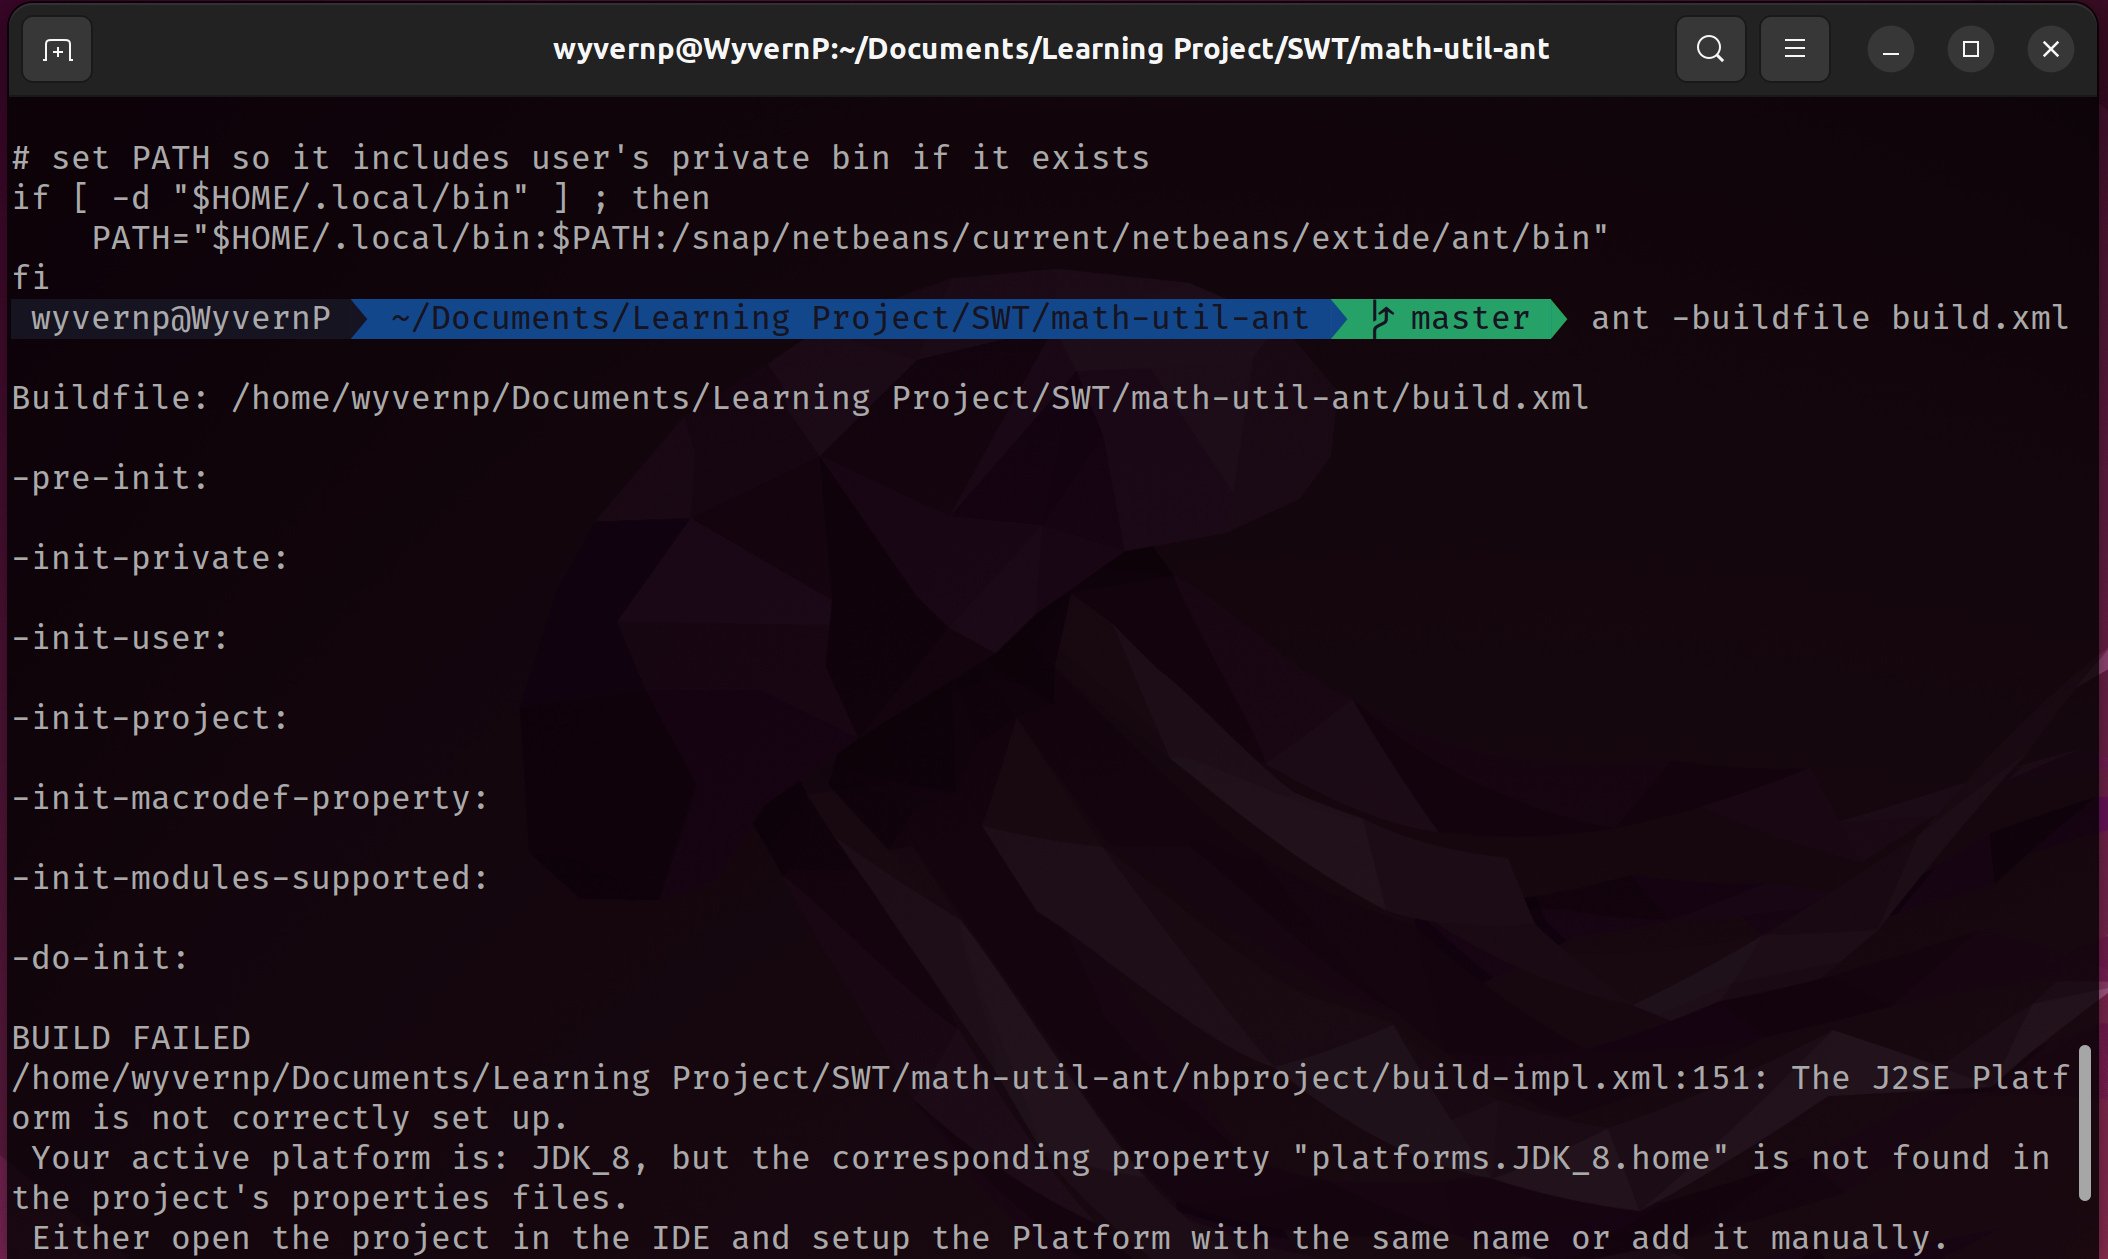 wyvernp@WyvernP:~/Documents/Learning Project/SWT/math-util-ant
# set PATH so it includes user's private bin if it exists
if [ -d "$HOME/.local/bin" ] ; then
    PATH="$HOME/.local/bin:$PATH:/snap/netbeans/current/netbeans/extide/ant/bin"
fi
wyvernp@WyvernP ~/Documents/Learning Project/SWT/math-util-ant master ant -buildfile build.xml
Buildfile: /home/wyvernp/Documents/Learning Project/SWT/math-util-ant/build.xml
-pre-init:
-init-private:
-init-user:
-init-project:
-init-macrodef-property:
-init-modules-supported:
-do-init:
BUILD FAILED
/home/wyvernp/Documents/Learning Project/SWT/math-util-ant/nbproject/build-impl.xml:151: The J2SE Platf
orm is not correctly set up.
 Your active platform is: JDK_8, but the corresponding property "platforms.JDK_8.home" is not found in
the project's properties files.
 Either open the project in the IDE and setup the Platform with the same name or add it manually.